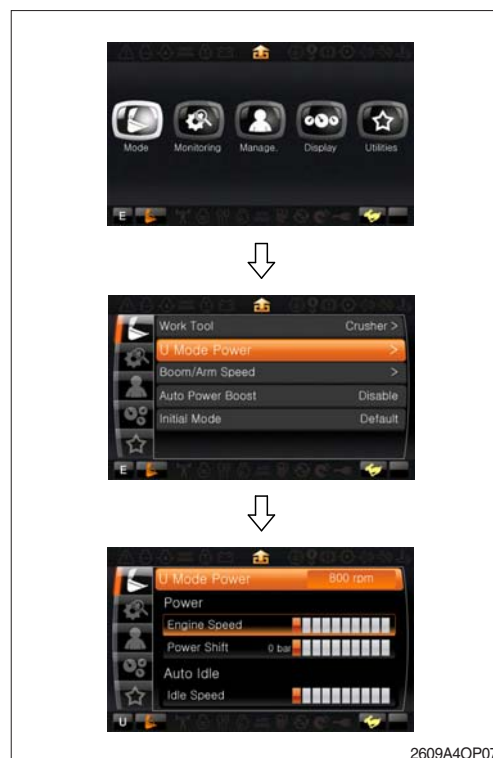 Mode Monitoring Manage. Display Utilities
E
Work Tool Crusher >
U Mode Power >
Boom/Arm Speed >
Auto Power Boost Disable
Initial Mode Default
E
U Mode Power 800 rpm
Power
Engine Speed
Power Shift 0 bar
Auto Idle
Idle Speed
U
2609A4OP07